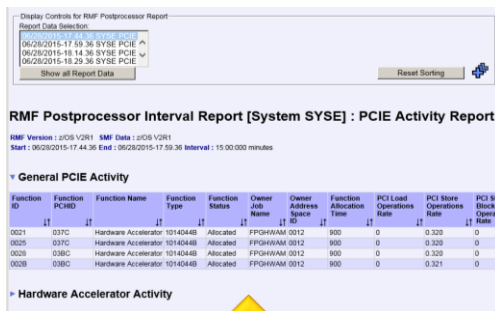 Display Controls for RMF Postprocessor Report
Report Data Selection:
06/28/2015-17.44.36 SYSE PCIE
06/28/2015-17.59.36 SYSE PCIE
06/28/2015-18.14.36 SYSE PCIE
06/28/2015-18.29.36 SYSE PCIE
Show all Report Data Reset Sorting
RMF Postprocessor Interval Report [System SYSE] : PCIE Activity Report
RMF Version : z/OS V2R1 SMF Data : z/OS V2R1
Start : 06/28/2015-17.44.36 End : 06/28/2015-17.59.36 Interval : 15:00:000 minutes
General PCIE Activity
Function Function Function Name Function Function Owner Owner Function PCI Load PCI Store PCI
ID PCHID Type Status Job Address Allocation Operations Operations Block
Name Space Time Rate Rate
ID Rate
0021 037C Hardware Accelerator 1014044B Allocated FPGHWAM 0012 900 0 0.320 0
0025 037C Hardware Accelerator 1014044B Allocated FPGHWAM 0012 900 0 0.320 0
0028 03BC Hardware Accelerator 1014044B Allocated FPGHWAM 0012 900 0 0.320 0
002B 03BC Hardware Accelerator 1014044B Allocated FPGHWAM 0012 900 0 0.321 0
Hardware Accelerator Activity